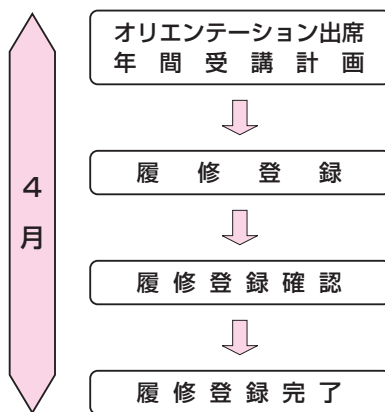 ４月
オリエンテーション出席
年間受講計画
履修登録
履修登録確認
履修登録完了